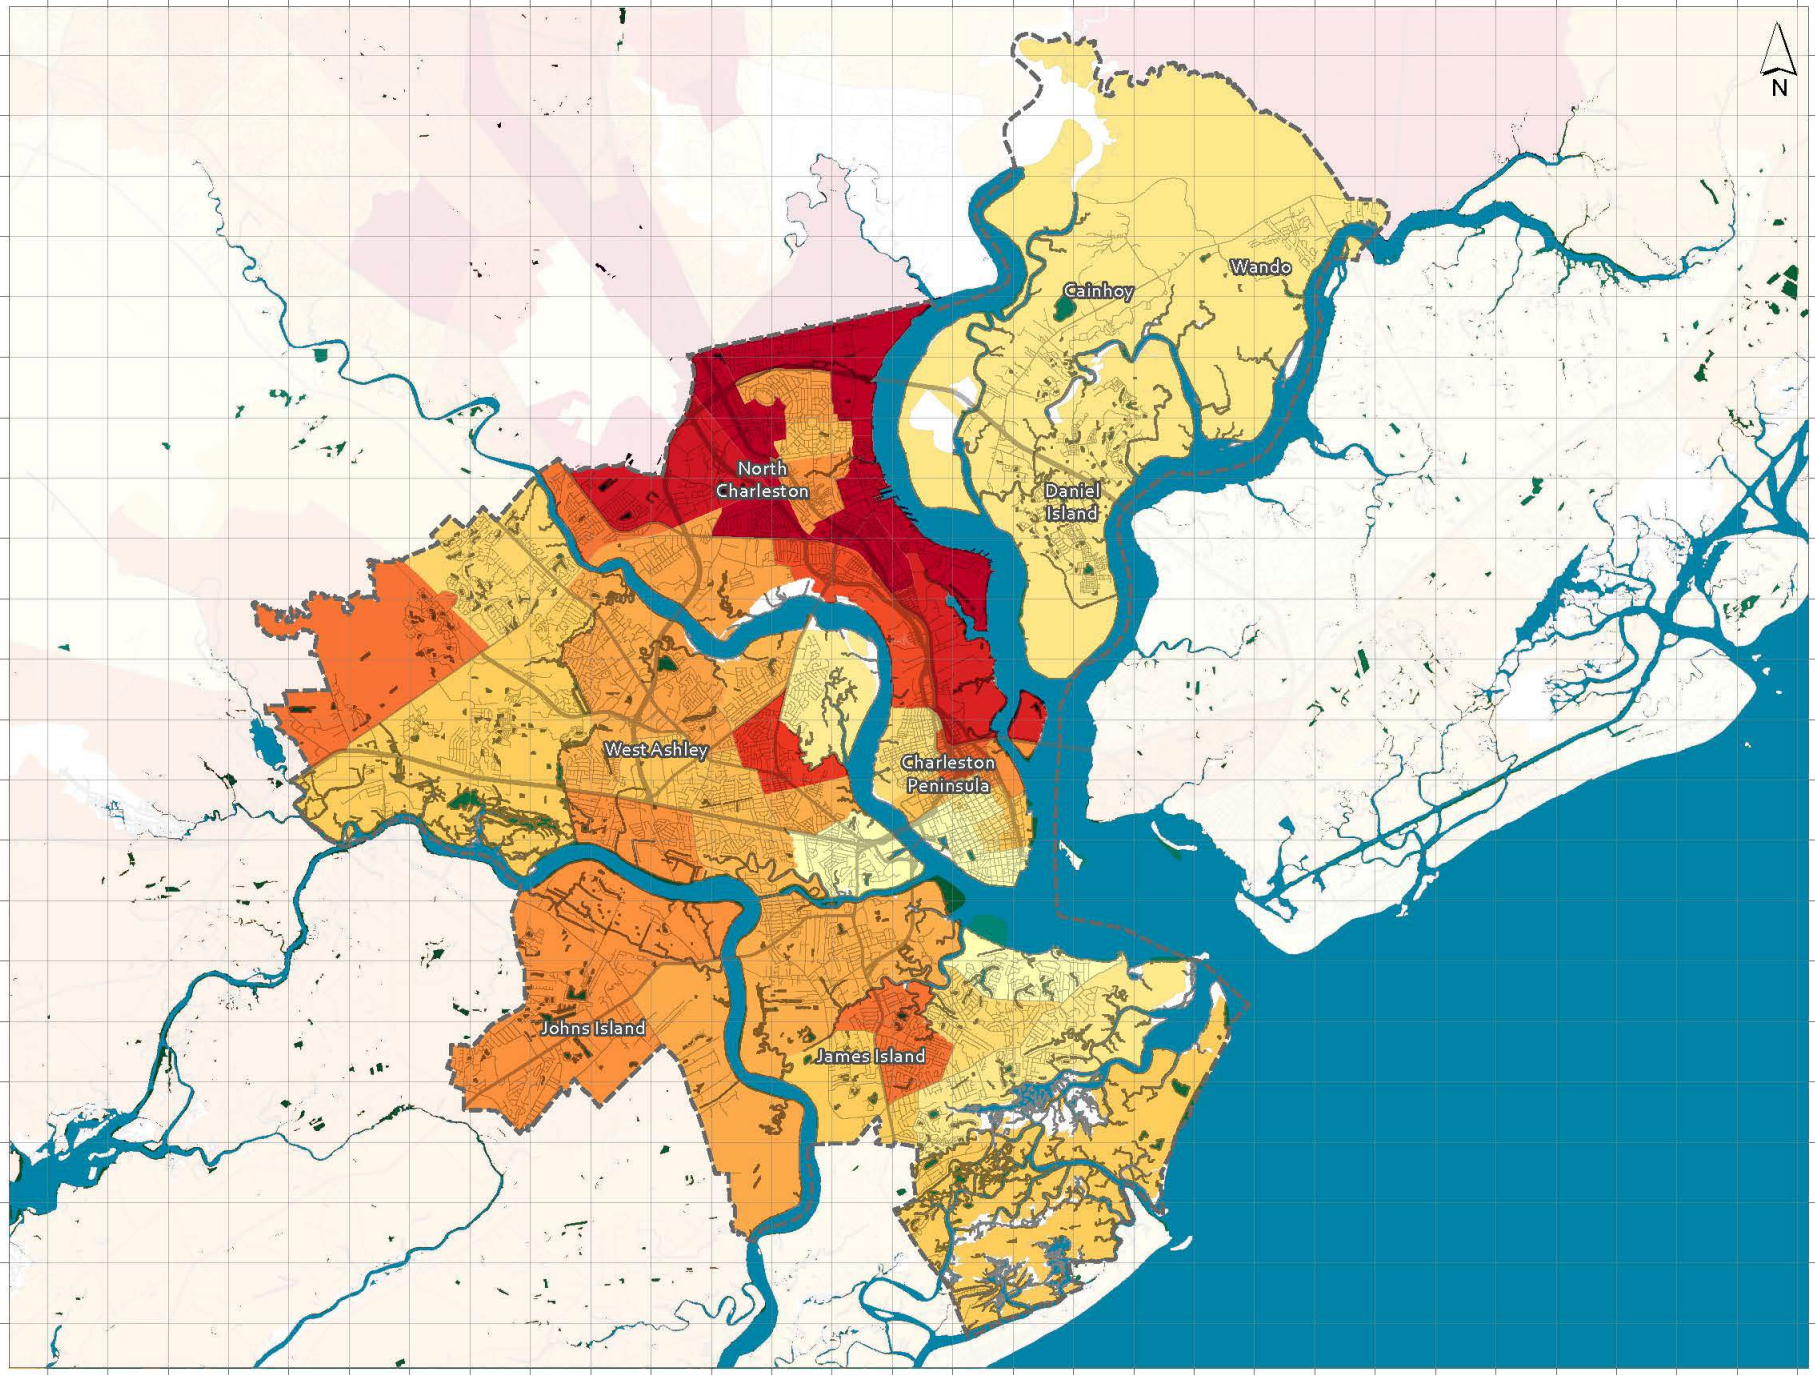 N
Wando
Cainhoy
North
Charleston
Daniel
Island
West Ashley
Charleston
Peninsula
Johns Island
James Island